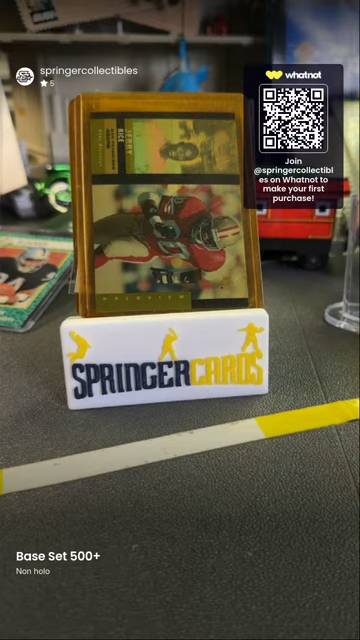 springercollectibles
5
whatnot
Join
@springercollectibl
es on Whatnot to
make your first
purchase!
JERRY
RICE
SPRINGERCARDS
Base Set 500+
Non holo